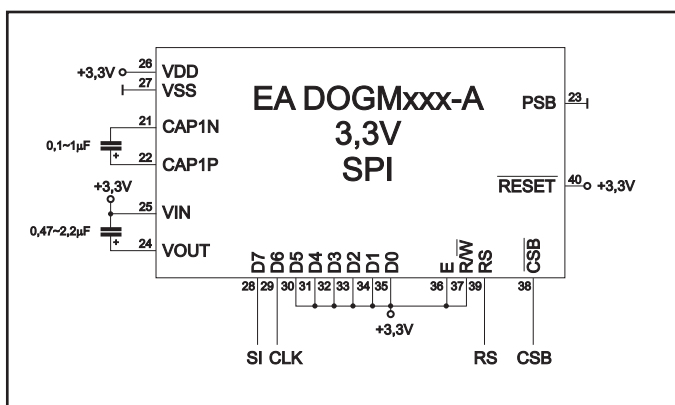 EA DOGMxxx-A
3,3V
SPI
+3,3V
26
VDD
27
VSS
21
CAP1N
0,1~1µF
+
22
CAP1P
+3,3V
25
VIN
0,47~2,2µF
+
24
VOUT
23
PSB
40
RESET
+3,3V
D7 D6 D5 D4 D3 D2 D1 D0 E R/W RS CSB
28 29 30 31 32 33 34 35 36 37 39 38
+3,3V
SI CLK RS CSB